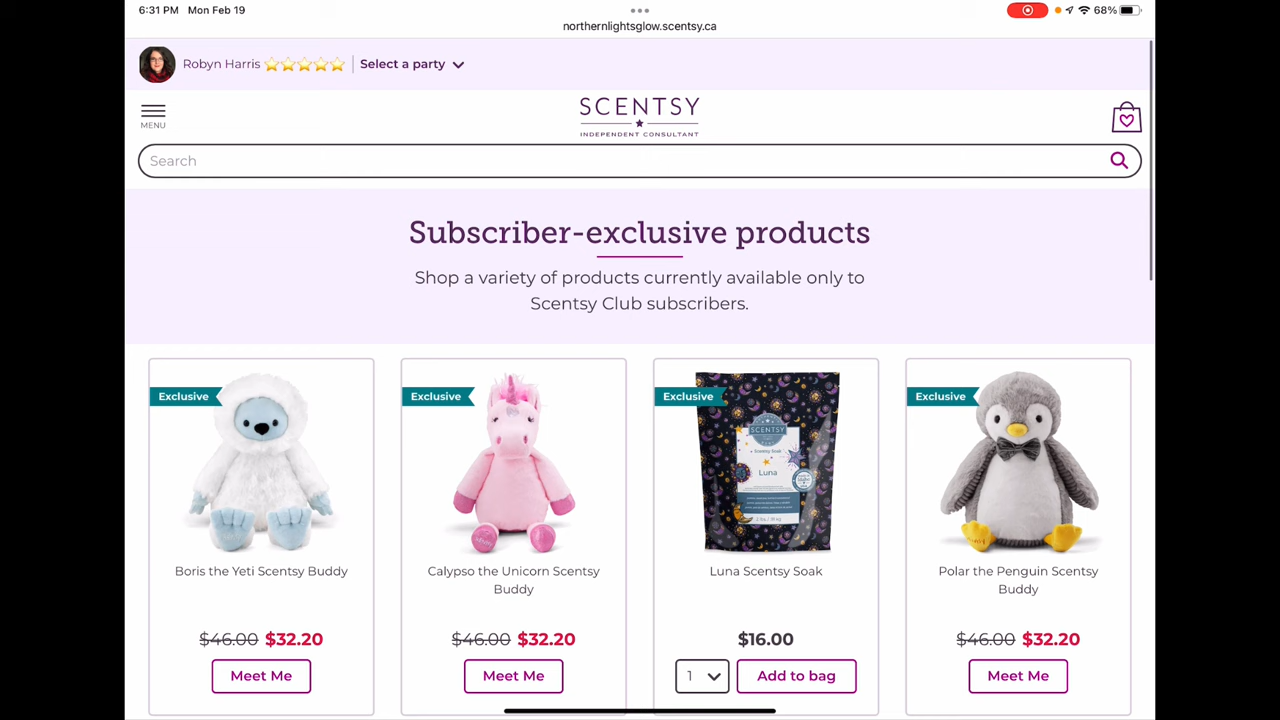 6:31 PM Mon Feb 19
68%
northernlightsglow.scentsy.ca
Robyn Harris
Select a party
MENU
SCENTSY
INDEPENDENT CONSULTANT
Search
Subscriber-exclusive products
Shop a variety of products currently available only to
Scentsy Club subscribers.
Exclusive
Boris the Yeti Scentsy Buddy
$46.00 $32.20
Meet Me
Exclusive
Calypso the Unicorn Scentsy
Buddy
$46.00 $32.20
Meet Me
Exclusive
SCENTSY
Scentsy Soak
Luna
Luna Scentsy Soak
$16.00
1
Add to bag
Exclusive
Polar the Penguin Scentsy
Buddy
$46.00 $32.20
Meet Me